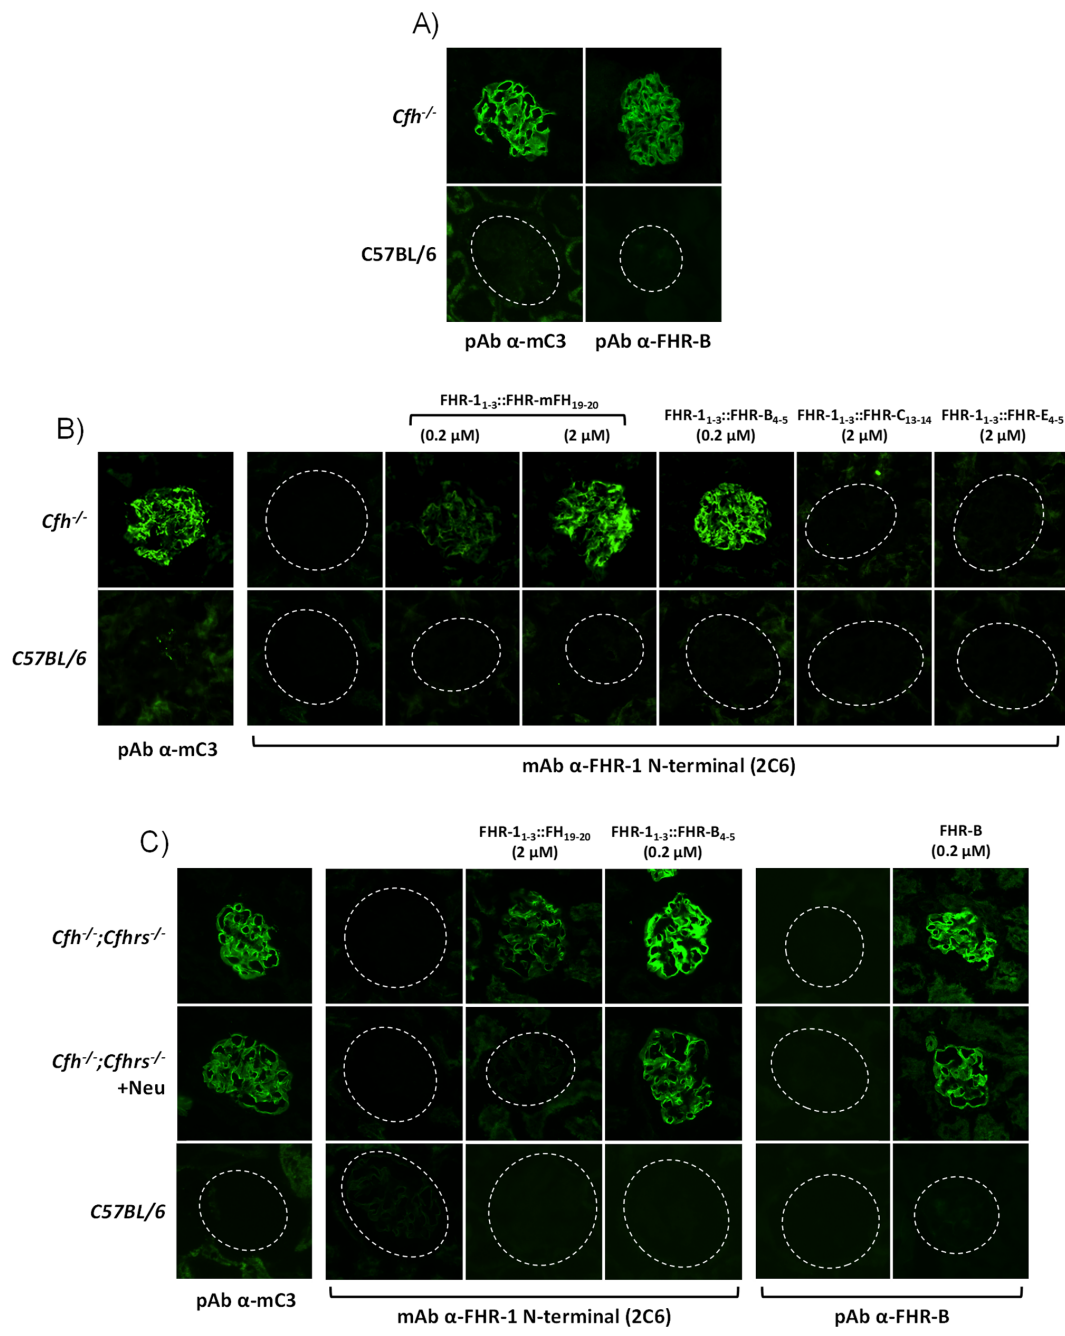 A)
Cfh-/-
C57BL/6
pAb α-mC3 pAb α-FHR-B
B)
FHR-11-3::FHR-mFH19-20
(0.2 μM) (2 μM)
FHR-11-3::FHR-B4-5
(0.2 μM)
FHR-11-3::FHR-C13-14
(2 μM)
FHR-11-3::FHR-E4-5
(2 μM)
Cfh-/-
C57BL/6
pAb α-mC3
mAb α-FHR-1 N-terminal (2C6)
C)
FHR-11-3::FH19-20
(2 μM)
FHR-11-3::FHR-B4-5
(0.2 μM)
FHR-B
(0.2 μM)
Cfh-/-;Cfhrs-/-
Cfh-/-;Cfhrs-/-
+Neu
C57BL/6
pAb α-mC3
mAb α-FHR-1 N-terminal (2C6)
pAb α-FHR-B